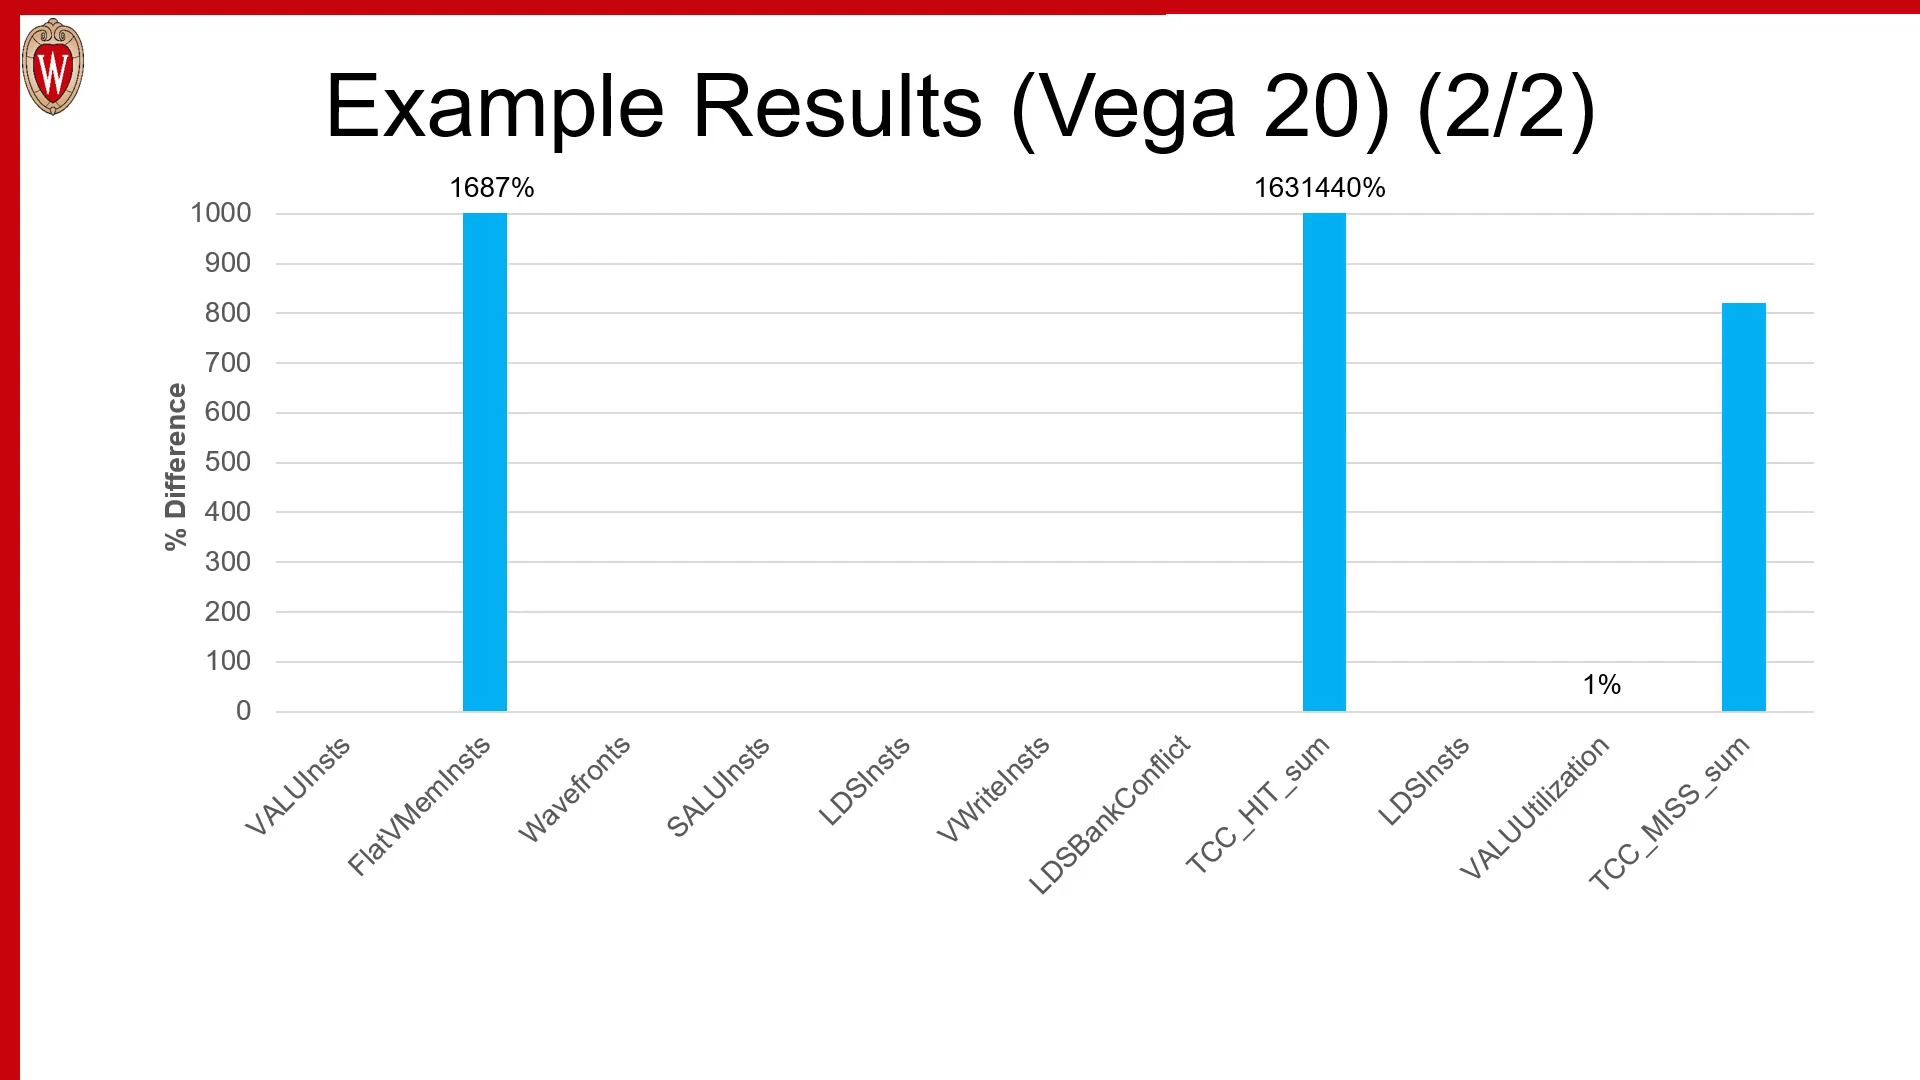 W
Example Results (Vega 20) (2/2)
1687%
1631440%
1000
900
800
700
600
500
400
300
200
100
0
% Difference
1%
VALUInsts
FlatVMemInsts
Wavefronts
SALUInsts
LDSInsts
VWriteInsts
LDSBankConflict
TCC_HIT_sum
LDSInsts
VALUUtilization
TCC_MISS_sum